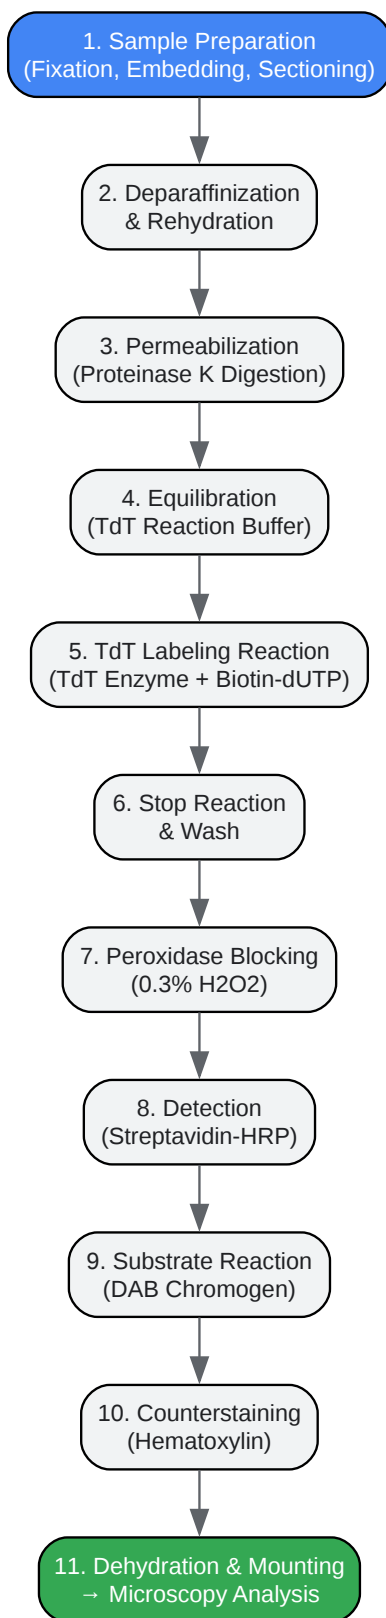 1. Sample Preparation
(Fixation, Embedding, Sectioning)
2. Deparaffinization
& Rehydration
3. Permeabilization
(Proteinase K Digestion)
4. Equilibration
(TdT Reaction Buffer)
5. TdT Labeling Reaction
(TdT Enzyme + Biotin-dUTP)
6. Stop Reaction
& Wash
7. Peroxidase Blocking
(0.3% H2O2)
8. Detection
(Streptavidin-HRP)
9. Substrate Reaction
(DAB Chromogen)
10. Counterstaining
(Hematoxylin)
11. Dehydration & Mounting
→ Microscopy Analysis